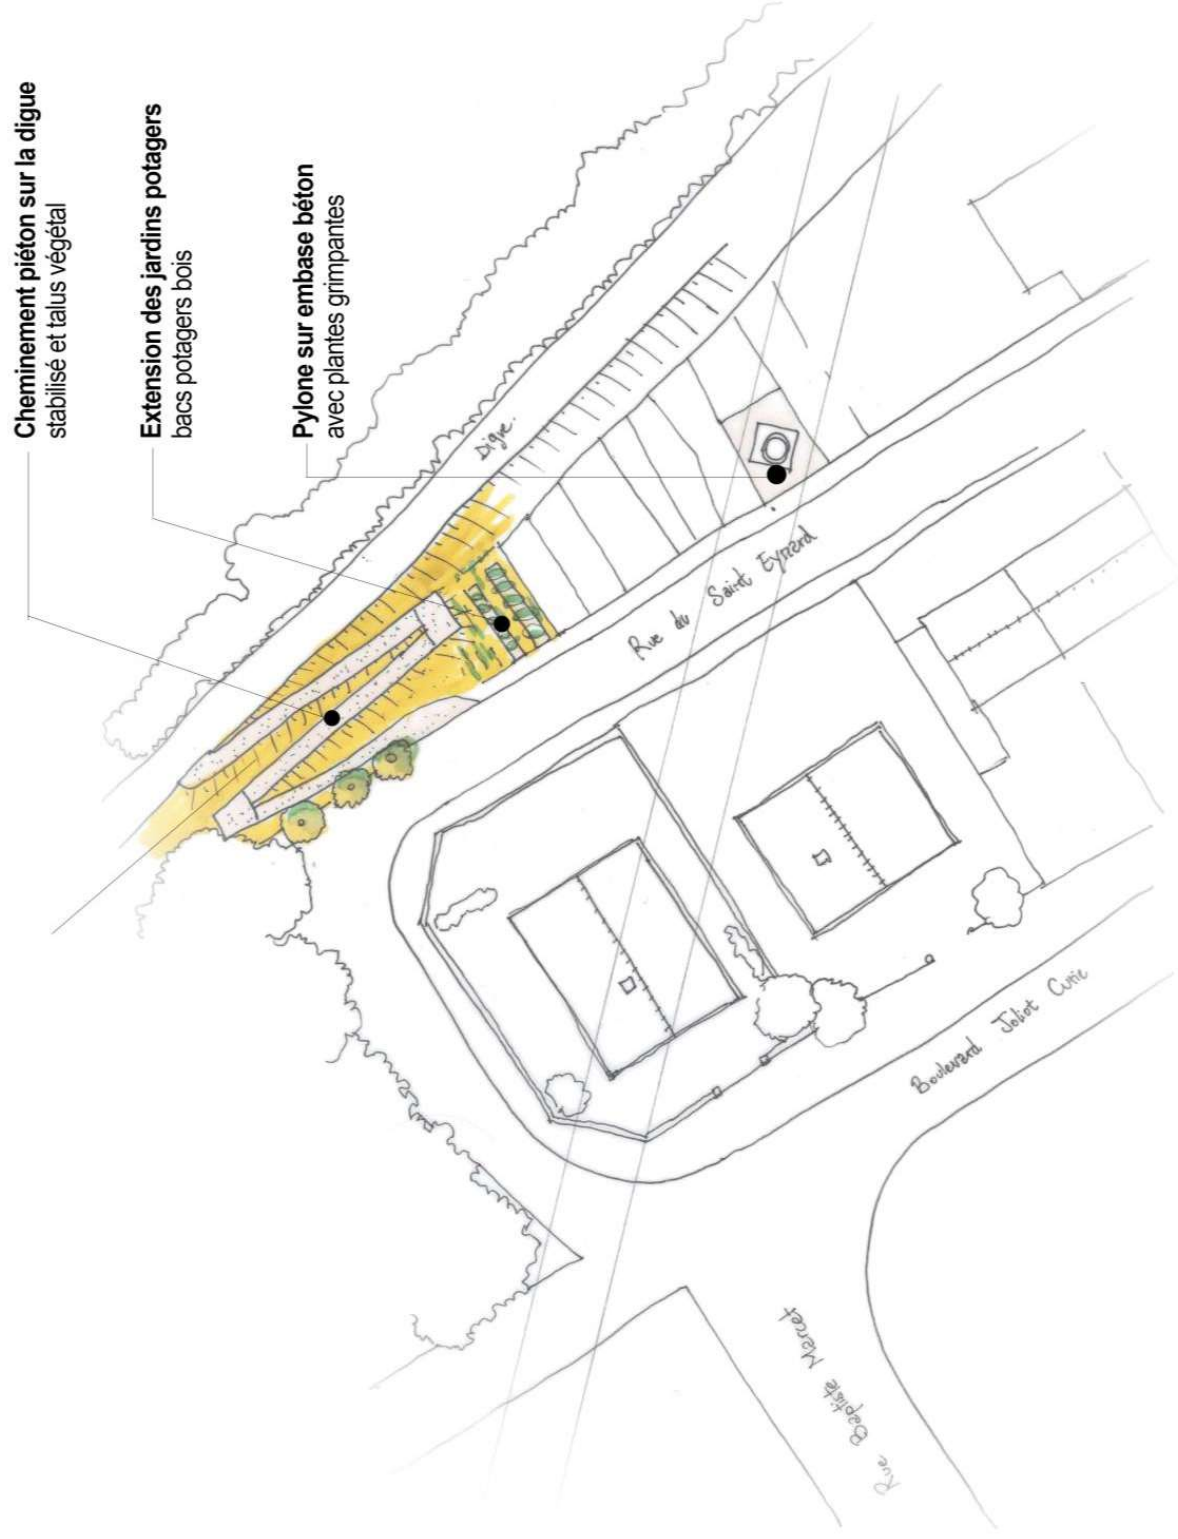 Cheminement piéton sur la digue
stabilisé et talus végétal
Extension des jardins potagers
bacs potagers bois
Pylone sur embase béton
avec plantes grimpantes
Digue.
Rue du Saint Eynard
Boulevard Joliot Curie
Rue Baptiste Marcet